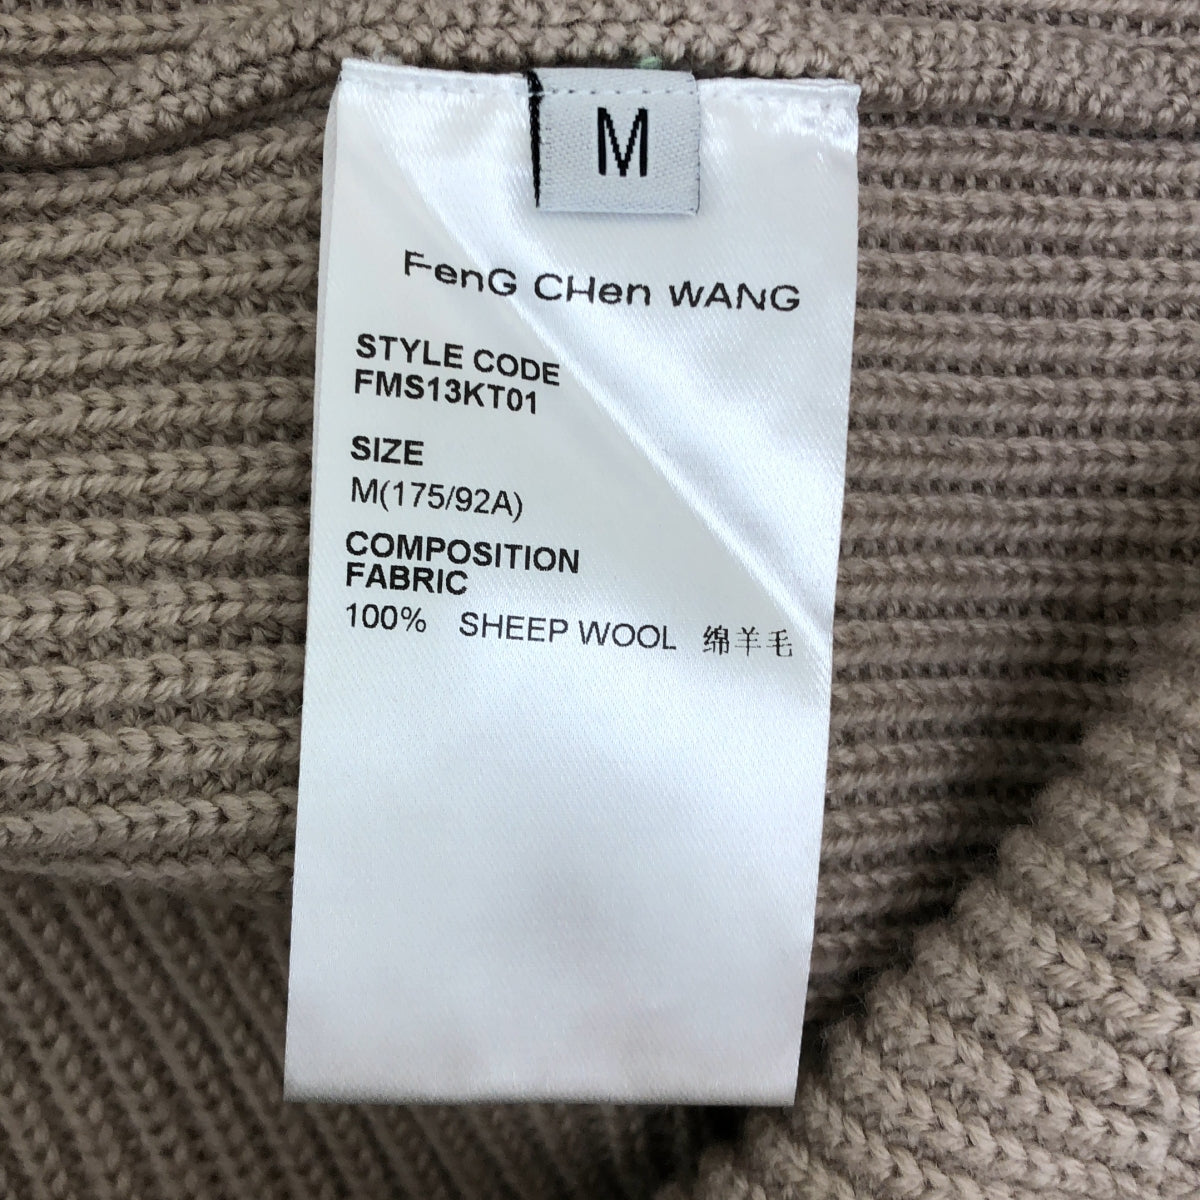 M
FenG CHen WANG
STYLE CODE
FMS13KT01
SIZE
M(175/92A)
COMPOSITION
FABRIC
100% SHEEP WOOL 绵羊毛